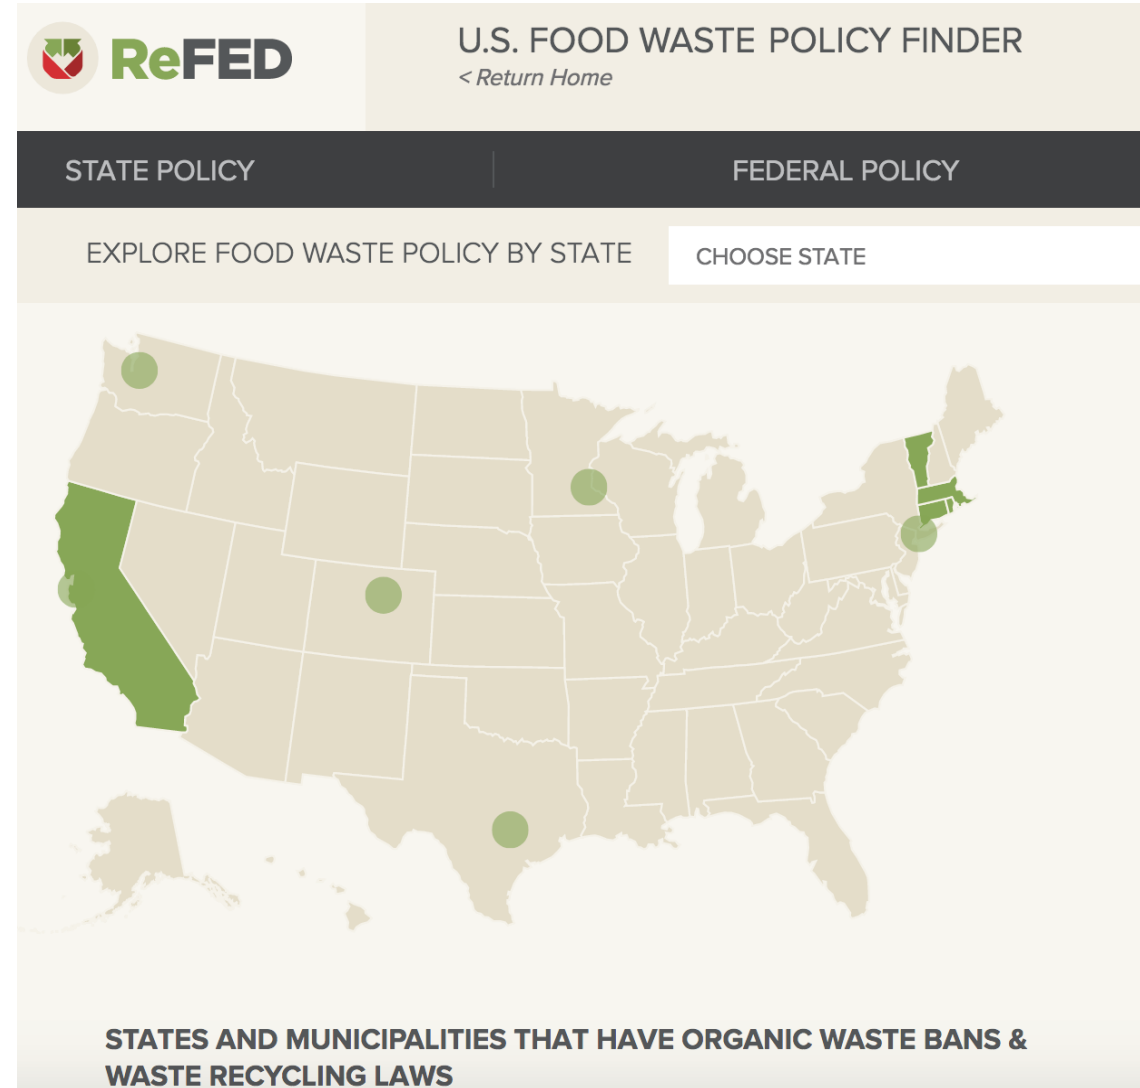 ReFED
U.S. FOOD WASTE POLICY FINDER
< Return Home
STATE POLICY
FEDERAL POLICY
EXPLORE FOOD WASTE POLICY BY STATE
CHOOSE STATE
STATES AND MUNICIPALITIES THAT HAVE ORGANIC WASTE BANS &
WASTE RECYCLING LAWS